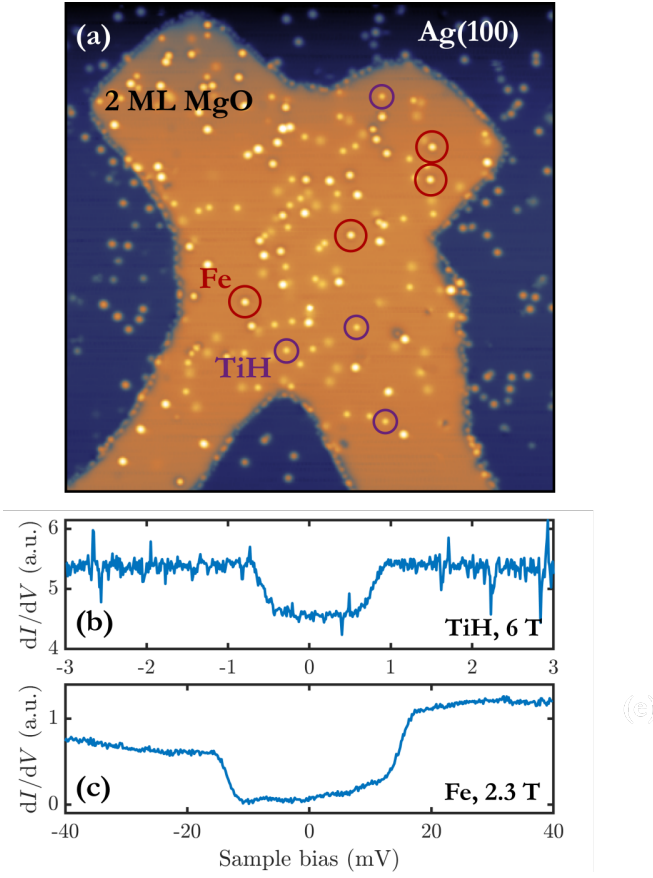 (a)
Ag(100)
2 ML MgO
Fe
TiH
dI/dV (a.u.)
6
5
4
(b)
TiH, 6 T
-3 -2 -1 0 1 2 3
dI/dV (a.u.)
1
0
(c)
Fe, 2.3 T
-40 -20 0 20 40
Sample bias (mV)
(e)